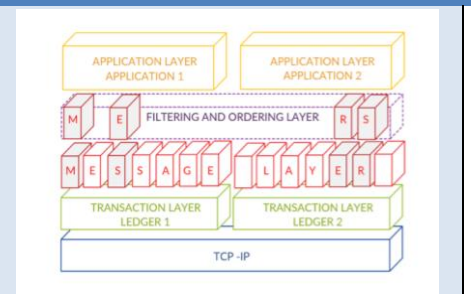 APPLICATION LAYER APPLICATION LAYER
APPLICATION 1 APPLICATION 2
M E FILTERING AND ORDERING LAYER R S
M E S S A G E L A Y E R
TRANSACTION LAYER TRANSACTION LAYER
LEDGER 1 LEDGER 2
TCP -IP